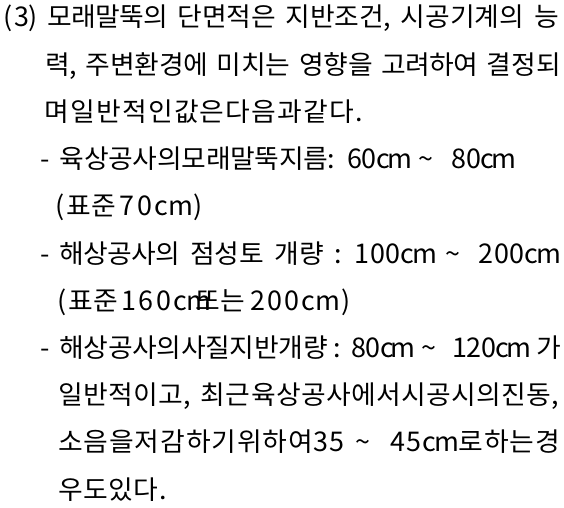 (3) 모래말뚝의 단면적은 지반조건, 시공기계의 능
력, 주변환경에 미치는 영향을 고려하여 결정되
며일반적인값은다음과같다.
- 육상공사의모래말뚝지름: 60cm ~ 80cm
(표준70cm)
- 해상공사의 점성토 개량 : 100cm ~ 200cm
(표준160cm또는200cm)
- 해상공사의사질지반개량 : 80cm ~ 120cm 가
일반적이고, 최근육상공사에서시공시의진동,
소음을저감하기위하여35 ~ 45cm로하는경
우도있다.